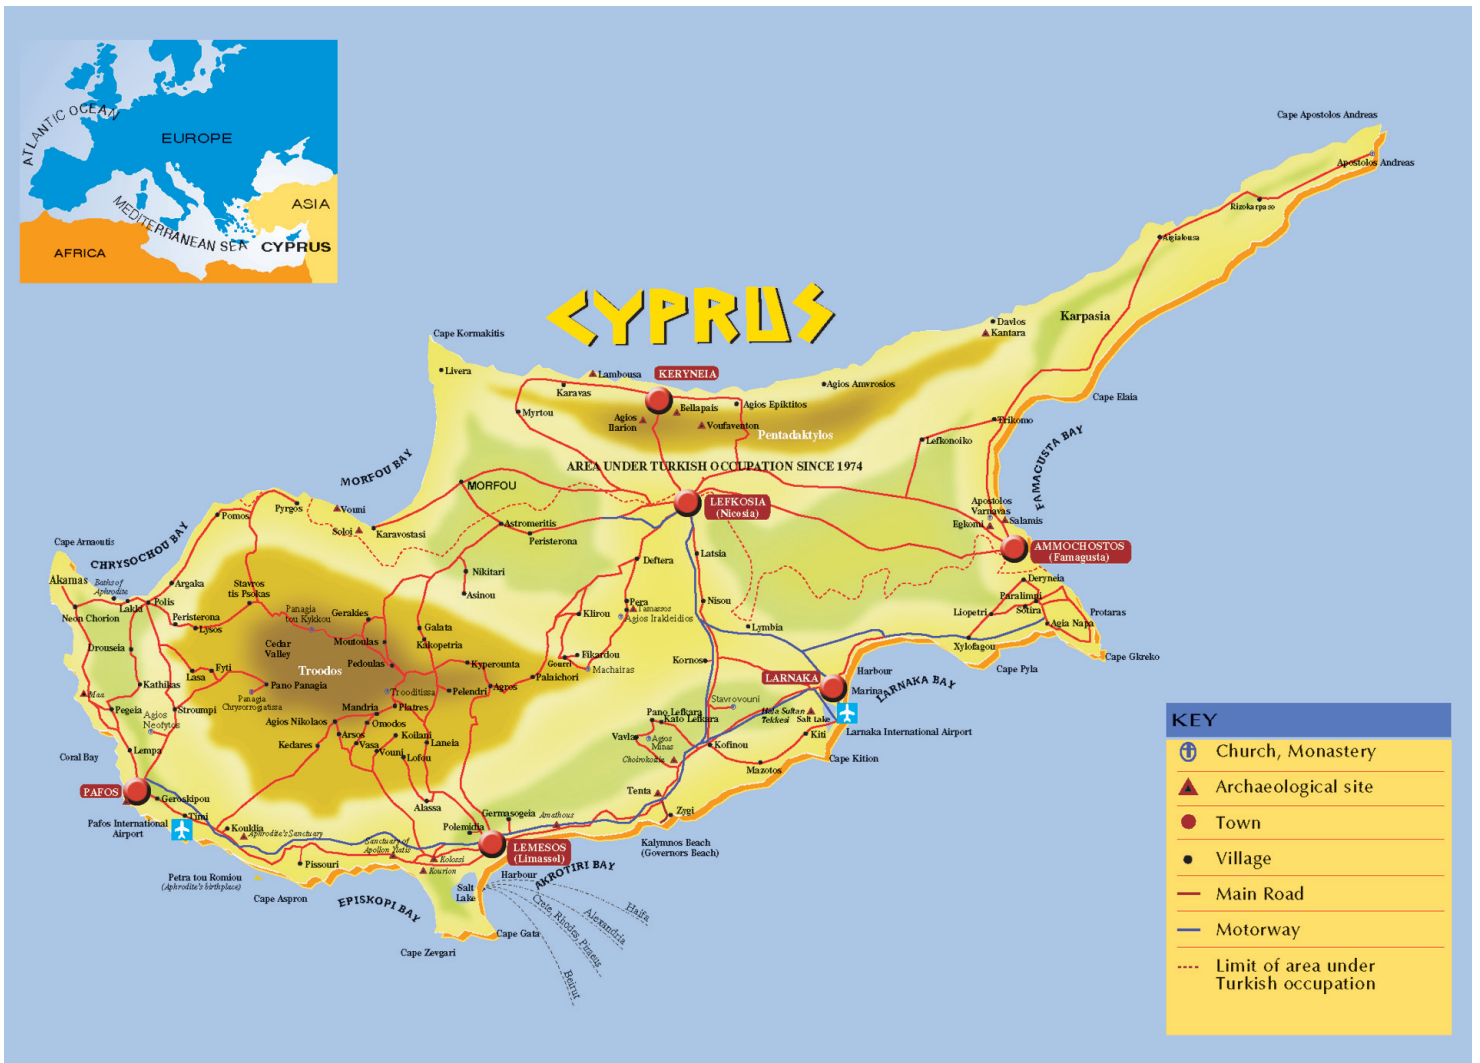 ATLANTIC OCEAN
EUROPE
ASIA
MEDITERRANEAN SEA
CYPRUS
AFRICA
CYPRUS
Cape Apostolos Andreas
Apostolos Andreas
Rizokarpaso
Aigialousa
Karpasia
Davlos
Kantara
Cape Kormakitis
Livera
Lambousa
KERYNEIA
Karavas
Agios Amvrosios
Cape Elaia
Myrtou
Agios
Ilarion
Bellapais
Agios Epiktitos
Voufaventon
Pentadaktylos
Trikomo
Lefkonoiko
FAMAGUSTA BAY
AREA UNDER TURKISH OCCUPATION SINCE 1974
MORFOU BAY
MORFOU
LEFKOSIA
(Nicosia)
Apostolos
Varnavas
Egkomi
Salamis
AMMOCHOSTOS
(Famagusta)
Pyrgos
Vouni
Soloi
Karavostasi
Astromeritis
Peristerona
Pomos
CHRYSOCHOU BAY
Cape Arnaoutis
Akamas
Baths of
Aphrodite
Argaka
Stavros
tis Psokas
Deftera
Latsia
Nikitari
Asinou
Deryneia
Paralimni
Liopetri
Sotira
Protaras
Agia Napa
Neon Chorion
Lakki
Polis
Peristerona
Lysos
Panagia
tou Kykkou
Gerakies
Galata
Kakopetria
Klirou
Pera
Tamassos
Agios Irakleidios
Nisou
Lymbia
Xylofagou
Cape Gkreko
Cape Pyla
Drouseia
Cedar
Valley
Moutoulas
Pedoulas
Troodos
Kyperounta
Gourri
Fikardou
Machairas
Palaichori
Kornos
LARNAKA
Harbour
Marina
LARNAKA BAY
Kathikas
Lasa
Fyti
Pano Panagia
Panagia
Chrysorrogiatissa
Trooditissa
Pelendri
Agros
Maa
Pegeia
Agios
Neofytos
Stroumpi
Mandria
Platres
Agios Nikolaos
Omodos
Stavrovouni
Pano Lefkara
Kato Lefkara
Hala Sultan
Tekkesi
Salt Lake
Kiti
Larnaka International Airport
Kedares
Arsos
Vasa
Vouni
Koilani
Lofou
Laneia
Vavla
Agios
Minas
Choirokoitia
Kofinou
Mazotos
Cape Kition
Coral Bay
Lempa
PAFOS
Geroskipou
Timi
Pafos International
Airport
Kouklia
Aphrodite's Sanctuary
Alassa
Germasogeia
Polemidia
Amathous
Tenta
Zygi
Kalymnos Beach
(Governors Beach)
LEMESOS
(Limassol)
Sanctuary of
Apollon Ylatis
Kolossi
Kourion
Pissouri
Petra tou Romiou
(Aphrodite's birthplace)
Cape Aspron
EPISKOPI BAY
Salt
Lake
Harbour
AKROTIRI BAY
Cape Gata
Cape Zevgari
Haifa
Alexandria
Crete, Rhodes, Piraeus
Beirut
KEY
Church, Monastery
Archaeological site
Town
Village
Main Road
Motorway
Limit of area under
Turkish occupation